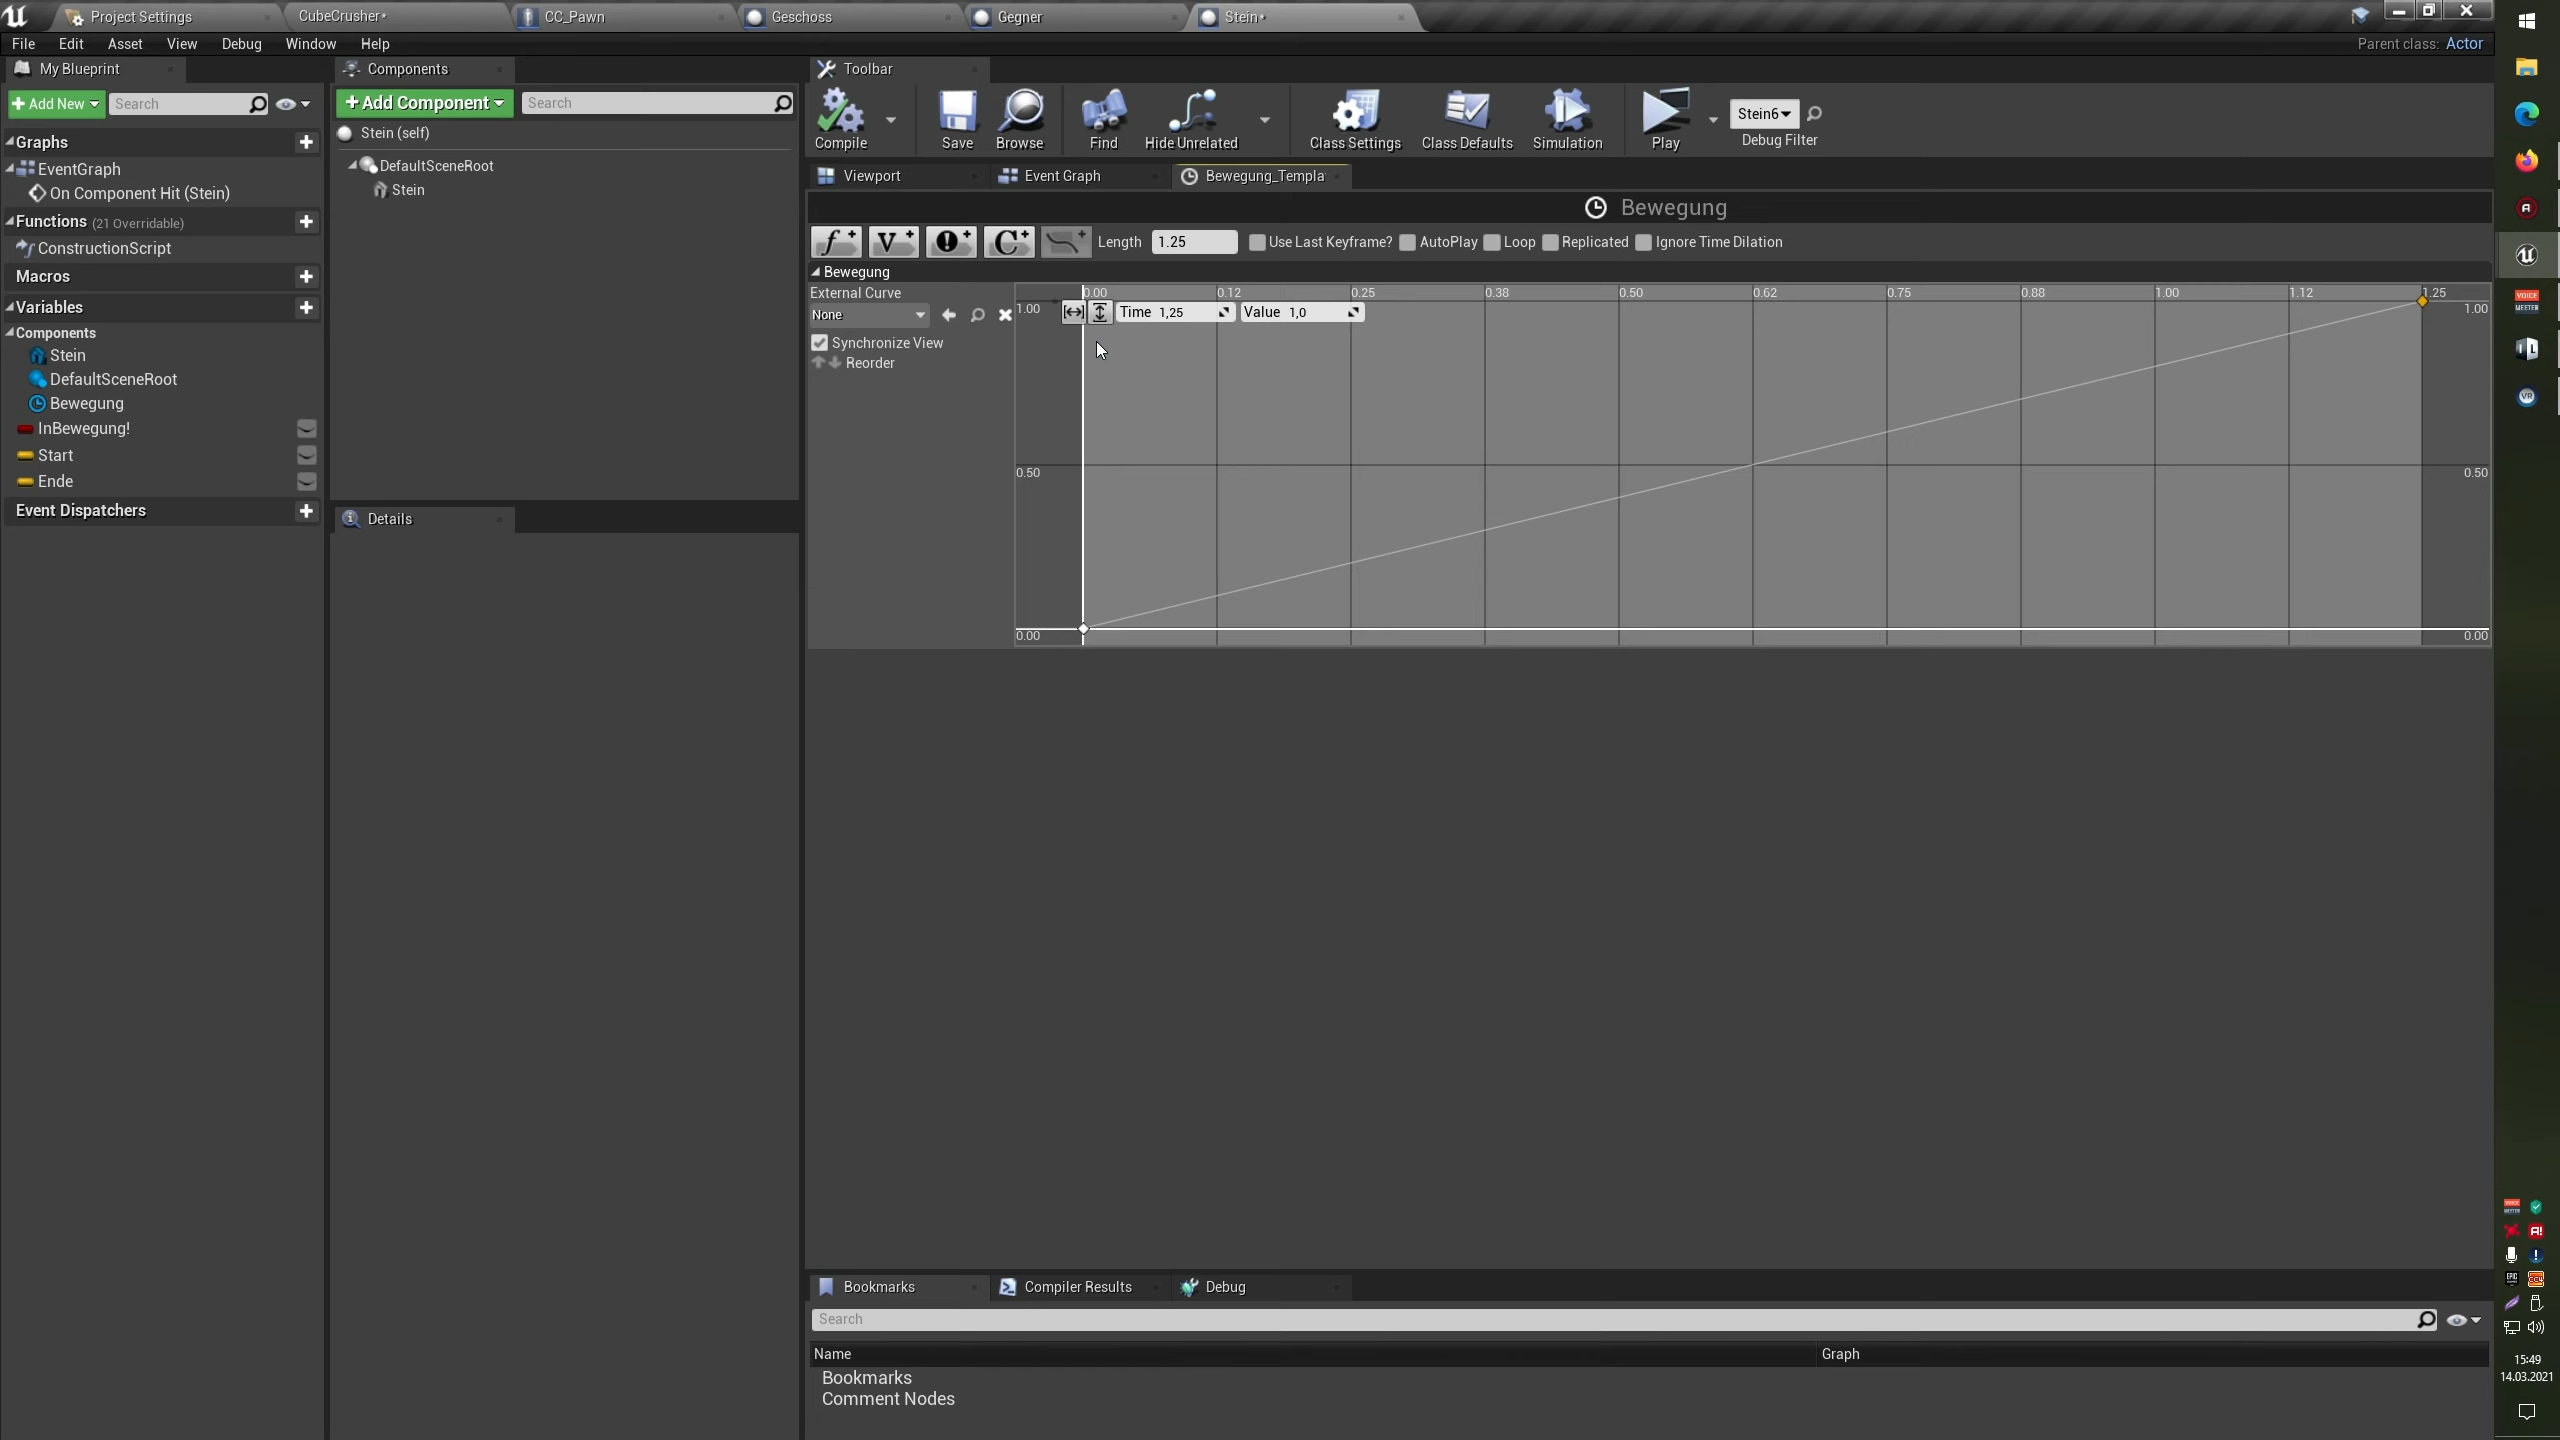 Project Settings
CubeCrusher*
CC_Pawn
Geschoss
Gegner
Stein*
File Edit Asset View Debug Window Help
Parent class: Actor
My Blueprint
Add New
Search
Graphs
EventGraph
On Component Hit (Stein)
Functions (21 Overridable)
ConstructionScript
Macros
Variables
Components
Stein
DefaultSceneRoot
Bewegung
InBewegung!
Start
Ende
Event Dispatchers
Components
Add Component
Search
Stein (self)
DefaultSceneRoot
Stein
Details
Toolbar
Compile
Save
Browse
Find
Hide Unrelated
Class Settings
Class Defaults
Simulation
Play
Stein6
Debug Filter
Viewport
Event Graph
Bewegung_Templa
Bewegung
f V ! C Length 1.25 Use Last Keyframe? AutoPlay Loop Replicated Ignore Time Dilation
Bewegung
External Curve
None
Synchronize View
Reorder
0.00 0.12 0.25 0.38 0.50 0.62 0.75 0.88 1.00 1.12 1.25
1.00 Time 1,25 Value 1,0 1.00
0.50 0.50
0.00 0.00
Bookmarks
Compiler Results
Debug
Search
Name Graph
Bookmarks
Comment Nodes
15:49
14.03.2021